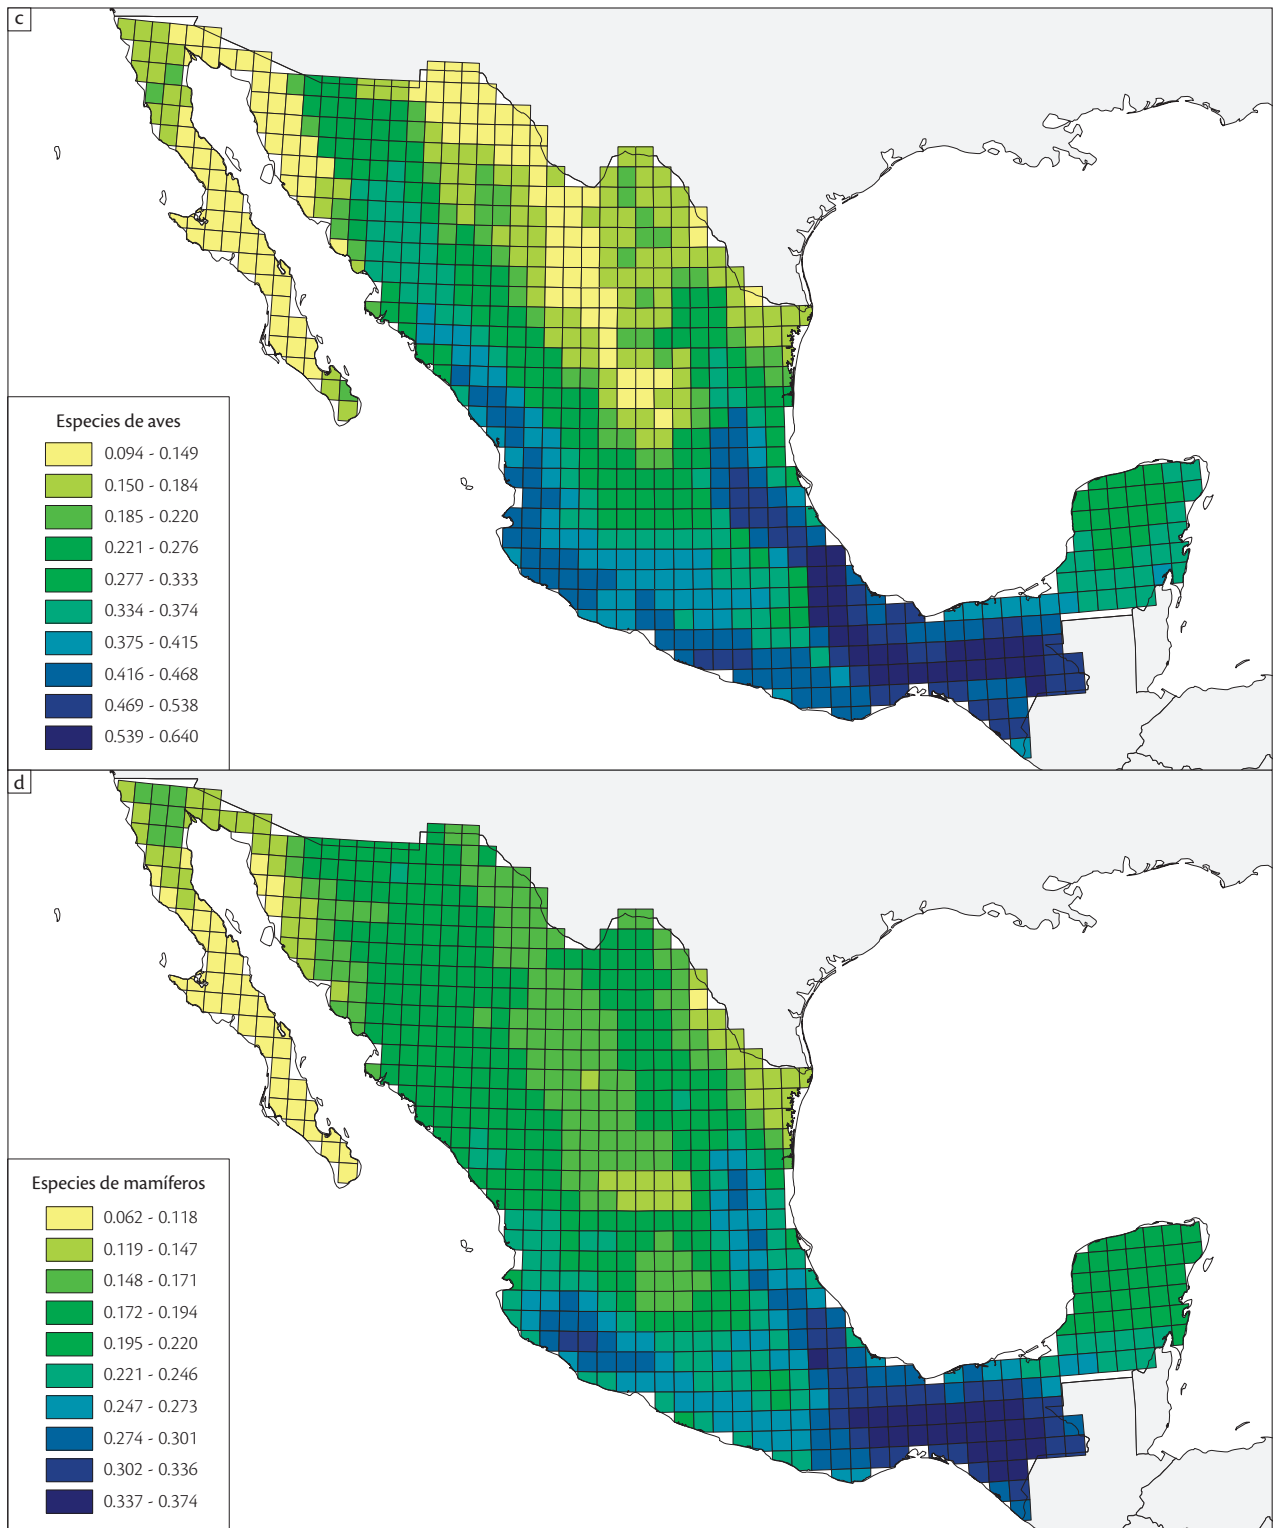 c
Especies de aves
0.094 - 0.149
0.150 - 0.184
0.185 - 0.220
0.221 - 0.276
0.277 - 0.333
0.334 - 0.374
0.375 - 0.415
0.416 - 0.468
0.469 - 0.538
0.539 - 0.640
d
Especies de mamíferos
0.062 - 0.118
0.119 - 0.147
0.148 - 0.171
0.172 - 0.194
0.195 - 0.220
0.221 - 0.246
0.247 - 0.273
0.274 - 0.301
0.302 - 0.336
0.337 - 0.374